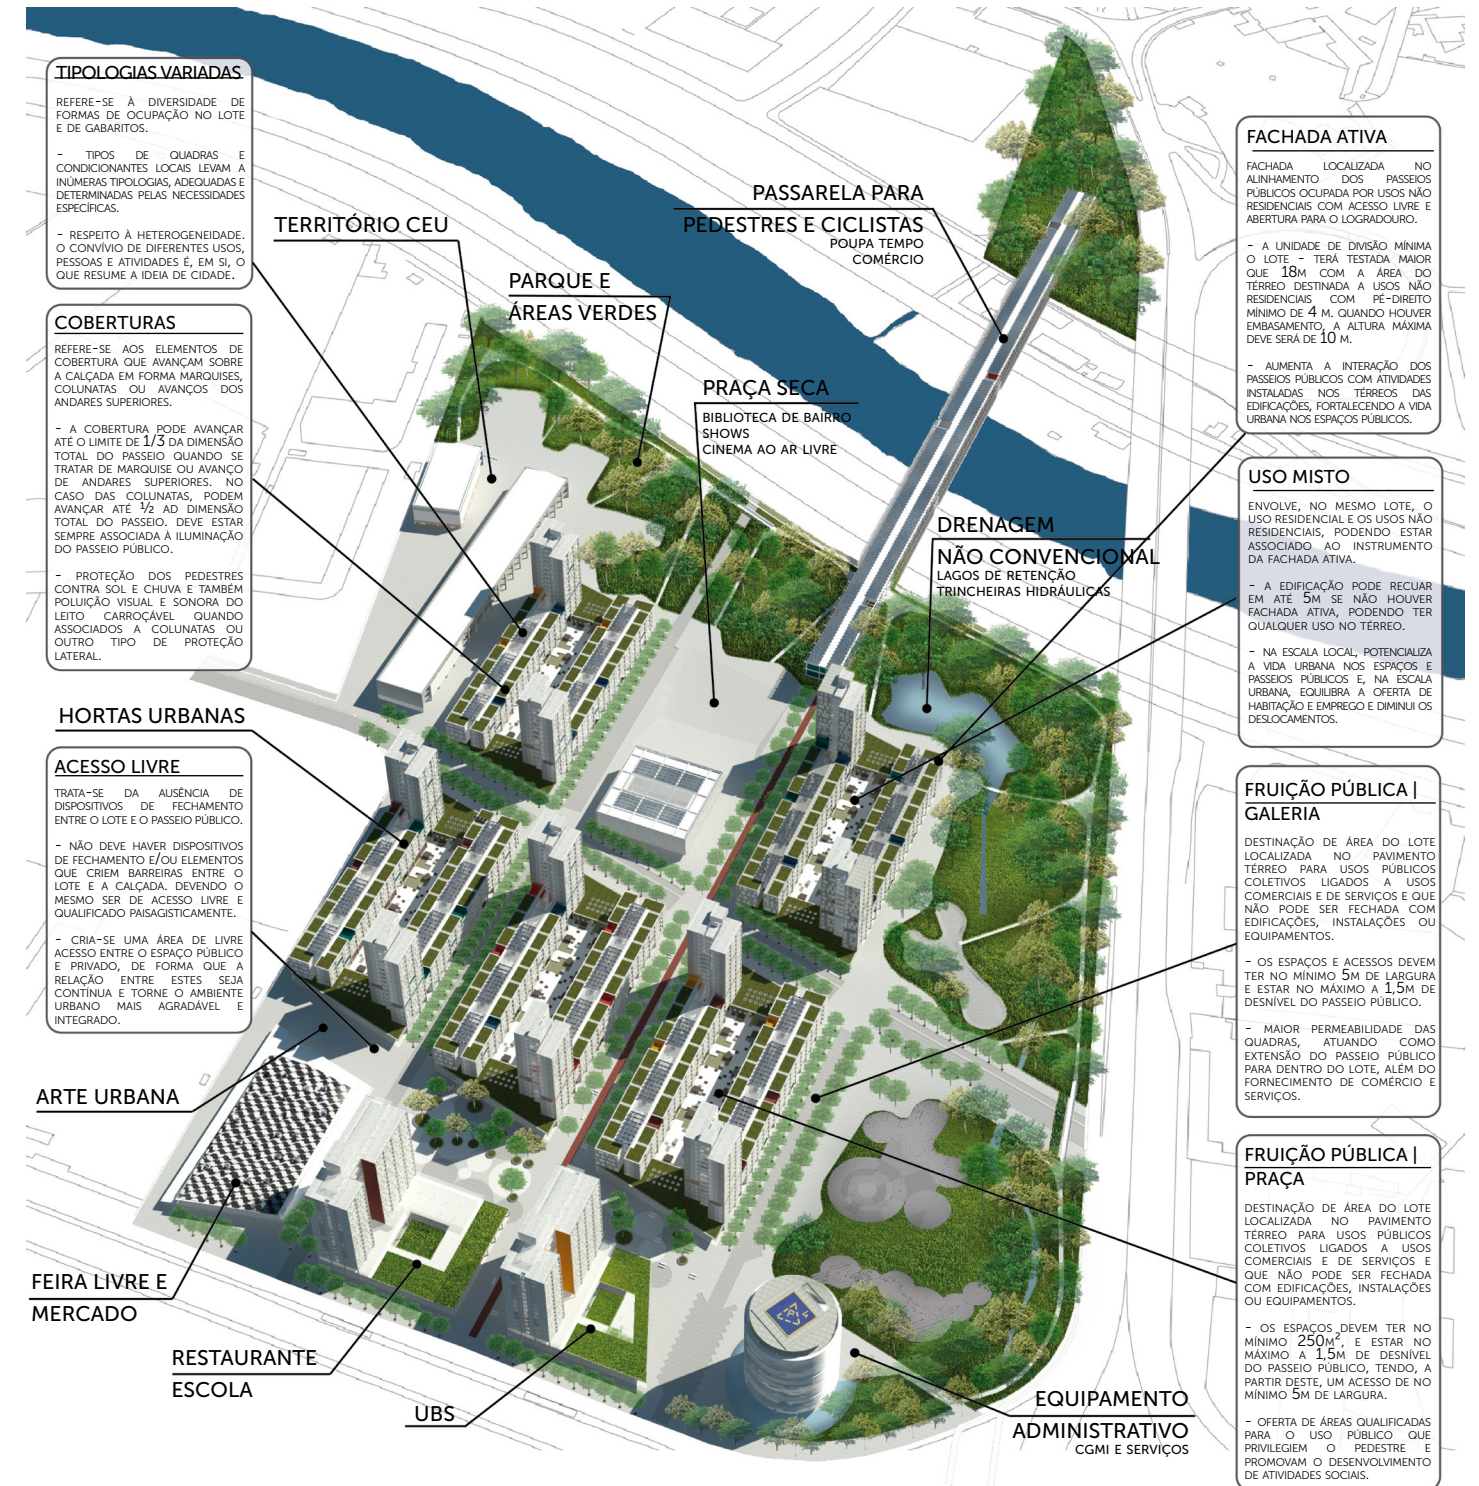 TIPOLOGIAS VARIADAS
REFERE-SE À DIVERSIDADE DE
FORMAS DE OCUPAÇÃO NO LOTE
E DE GABARITOS.
- TIPOS DE QUADRAS E
CONDICIONANTES LOCAIS LEVAM A
INÚMERAS TIPOLOGIAS, ADEQUADAS E
DETERMINADAS PELAS NECESSIDADES
ESPECÍFICAS.
- RESPEITO À HETEROGENEIDADE.
O CONVÍVIO DE DIFERENTES USOS,
PESSOAS E ATIVIDADES É, EM SI, O
QUE RESUME A IDEIA DE CIDADE.
COBERTURAS
REFERE-SE AOS ELEMENTOS DE
COBERTURA QUE AVANÇAM SOBRE
A CALÇADA EM FORMA MARQUISES,
COLUNATAS OU AVANÇOS DOS
ANDARES SUPERIORES.
- A COBERTURA PODE AVANÇAR
ATÉ O LIMITE DE 1/3 DA DIMENSÃO
TOTAL DO PASSEIO QUANDO SE
TRATAR DE MARQUISE OU AVANÇO
DE ANDARES SUPERIORES. NO
CASO DAS COLUNATAS, PODEM
AVANÇAR ATÉ ½ AD DIMENSÃO
TOTAL DO PASSEIO. DEVE ESTAR
SEMPRE ASSOCIADA À ILUMINAÇÃO
DO PASSEIO PÚBLICO.
- PROTEÇÃO DOS PEDESTRES
CONTRA SOL E CHUVA E TAMBÉM
POLUIÇÃO VISUAL E SONORA DO
LEITO CARROÇÁVEL QUANDO
ASSOCIADOS A COLUNATAS OU
OUTRO TIPO DE PROTEÇÃO
LATERAL.
HORTAS URBANAS
ACESSO LIVRE
TRATA-SE DA AUSÊNCIA DE
DISPOSITIVOS DE FECHAMENTO
ENTRE O LOTE E O PASSEIO PÚBLICO.
- NÃO DEVE HAVER DISPOSITIVOS
DE FECHAMENTO E/OU ELEMENTOS
QUE CRIEM BARREIRAS ENTRE O
LOTE E A CALÇADA. DEVENDO O
MESMO SER DE ACESSO LIVRE E
QUALIFICADO PAISAGISTICAMENTE.
- CRIA-SE UMA ÁREA DE LIVRE
ACESSO ENTRE O ESPAÇO PÚBLICO
E PRIVADO, DE FORMA QUE A
RELAÇÃO ENTRE ESTES SEJA
CONTÍNUA E TORNE O AMBIENTE
URBANO MAIS AGRADÁVEL E
INTEGRADO.
ARTE URBANA
FEIRA LIVRE E
MERCADO
RESTAURANTE
ESCOLA
UBS
TERRITÓRIO CEU
PARQUE E
ÁREAS VERDES
PASSARELA PARA
PEDESTRES E CICLISTAS
POUPA TEMPO
COMÉRCIO
PRAÇA SECA
BIBLIOTECA DE BAIRRO
SHOWS
CINEMA AO AR LIVRE
DRENAGEM
NÃO CONVENCIONAL
LAGOS DE RETENÇÃO
TRINCHEIRAS HIDRÁULICAS
EQUIPAMENTO
ADMINISTRATIVO
CGMI E SERVIÇOS
FACHADA ATIVA
FACHADA LOCALIZADA NO
ALINHAMENTO DOS PASSEIOS
PÚBLICOS OCUPADA POR USOS NÃO
RESIDENCIAIS COM ACESSO LIVRE E
ABERTURA PARA O LOGRADOURO.
- A UNIDADE DE DIVISÃO MÍNIMA
O LOTE - TERÁ TESTADA MAIOR
QUE 18M COM A ÁREA DO
TÉRREO DESTINADA A USOS NÃO
RESIDENCIAIS COM PÉ-DIREITO
MÍNIMO DE 4 M. QUANDO HOUVER
EMBASAMENTO, A ALTURA MÁXIMA
DEVE SERÁ DE 10 M.
- AUMENTA A INTERAÇÃO DOS
PASSEIOS PÚBLICOS COM ATIVIDADES
INSTALADAS NOS TÉRREOS DAS
EDIFICAÇÕES, FORTALECENDO A VIDA
URBANA NOS ESPAÇOS PÚBLICOS.
USO MISTO
ENVOLVE, NO MESMO LOTE, O
USO RESIDENCIAL E OS USOS NÃO
RESIDENCIAIS, PODENDO ESTAR
ASSOCIADO AO INSTRUMENTO
DA FACHADA ATIVA.
- A EDIFICAÇÃO PODE RECUAR
EM ATÉ 5M SE NÃO HOUVER
FACHADA ATIVA, PODENDO TER
QUALQUER USO NO TÉRREO.
- NA ESCALA LOCAL, POTENCIALIZA
A VIDA URBANA NOS ESPAÇOS E
PASSEIOS PÚBLICOS E, NA ESCALA
URBANA, EQUILIBRA A OFERTA DE
HABITAÇÃO E EMPREGO E DIMINUI OS
DESLOCAMENTOS.
FRUIÇÃO PÚBLICA |
GALERIA
DESTINAÇÃO DE ÁREA DO LOTE
LOCALIZADA NO PAVIMENTO
TÉRREO PARA USOS PÚBLICOS
COLETIVOS LIGADOS A USOS
COMERCIAIS E DE SERVIÇOS E QUE
NÃO PODE SER FECHADA COM
EDIFICAÇÕES, INSTALAÇÕES OU
EQUIPAMENTOS.
- OS ESPAÇOS E ACESSOS DEVEM
TER NO MÍNIMO 5M DE LARGURA
E ESTAR NO MÁXIMO A 1,5M DE
DESNÍVEL DO PASSEIO PÚBLICO.
- MAIOR PERMEABILIDADE DAS
QUADRAS, ATUANDO COMO
EXTENSÃO DO PASSEIO PÚBLICO
PARA DENTRO DO LOTE, ALÉM DO
FORNECIMENTO DE COMÉRCIO E
SERVIÇOS.
FRUIÇÃO PÚBLICA |
PRAÇA
DESTINAÇÃO DE ÁREA DO LOTE
LOCALIZADA NO PAVIMENTO
TÉRREO PARA USOS PÚBLICOS
COLETIVOS LIGADOS A USOS
COMERCIAIS E DE SERVIÇOS E
QUE NÃO PODE SER FECHADA
COM EDIFICAÇÕES, INSTALAÇÕES
OU EQUIPAMENTOS.
- OS ESPAÇOS DEVEM TER NO
MÍNIMO 250M², E ESTAR NO
MÁXIMO A 1,5M DE DESNÍVEL
DO PASSEIO PÚBLICO, TENDO, A
PARTIR DESTE, UM ACESSO DE NO
MÍNIMO 5M DE LARGURA.
- OFERTA DE ÁREAS QUALIFICADAS
PARA O USO PÚBLICO QUE
PRIVILEGIEM O PEDESTRE E
PROMOVAM O DESENVOLVIMENTO
DE ATIVIDADES SOCIAIS.